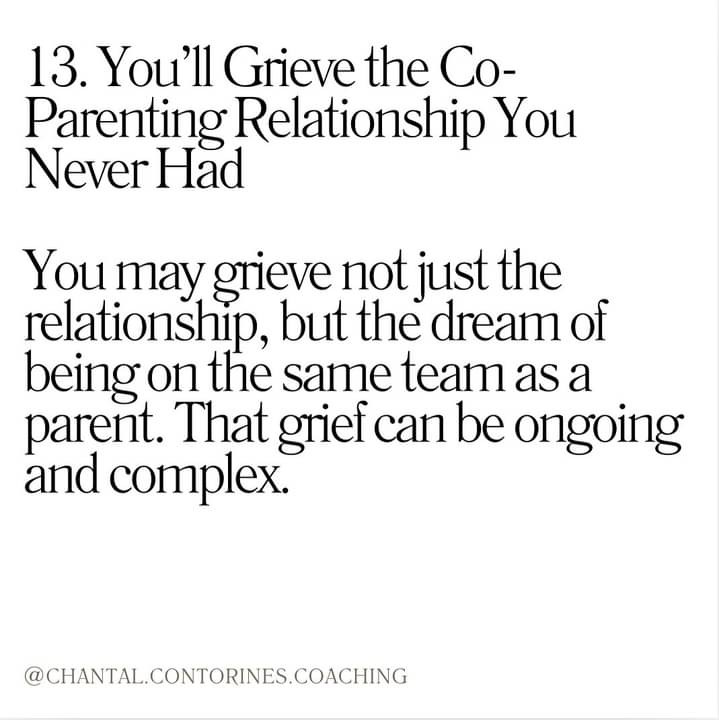 13. You’ll Grieve the Co-
Parenting Relationship You
Never Had
You may grieve not just the
relationship, but the dream of
being on the same team as a
parent. That grief can be ongoing
and complex.
@CHANTAL.CONTORINES.COACHING